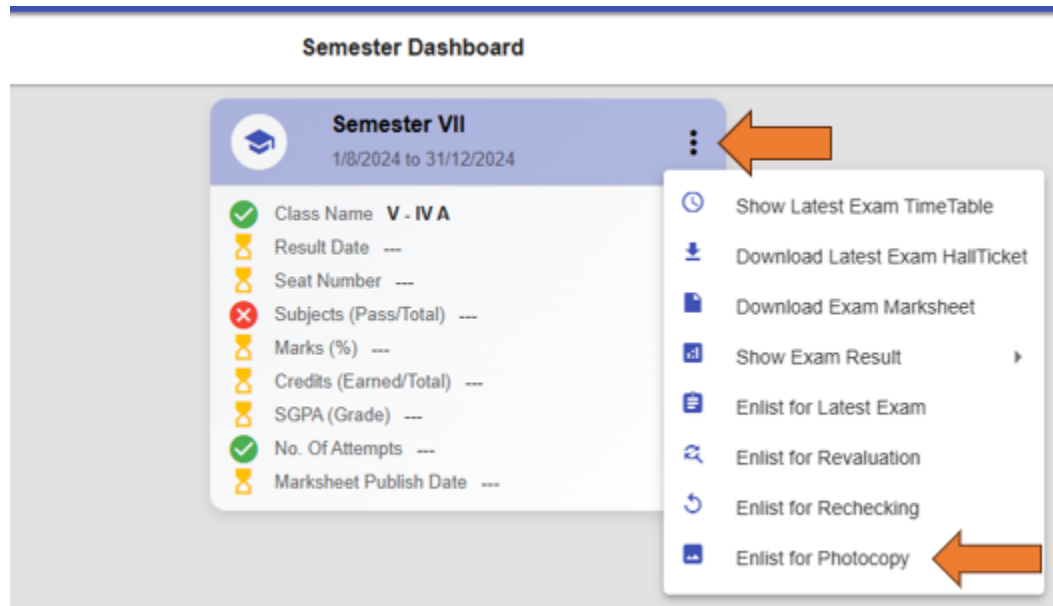 Semester Dashboard
Semester VII
1/8/2024 to 31/12/2024
Class Name V - IV A
Result Date ---
Seat Number ---
Subjects (Pass/Total) ---
Marks (%) ---
Credits (Earned/Total) ---
SGPA (Grade) ---
No. Of Attempts ---
Marksheet Publish Date ---
Show Latest Exam TimeTable
Download Latest Exam HallTicket
Download Exam Marksheet
Show Exam Result
Enlist for Latest Exam
Enlist for Revaluation
Enlist for Rechecking
Enlist for Photocopy